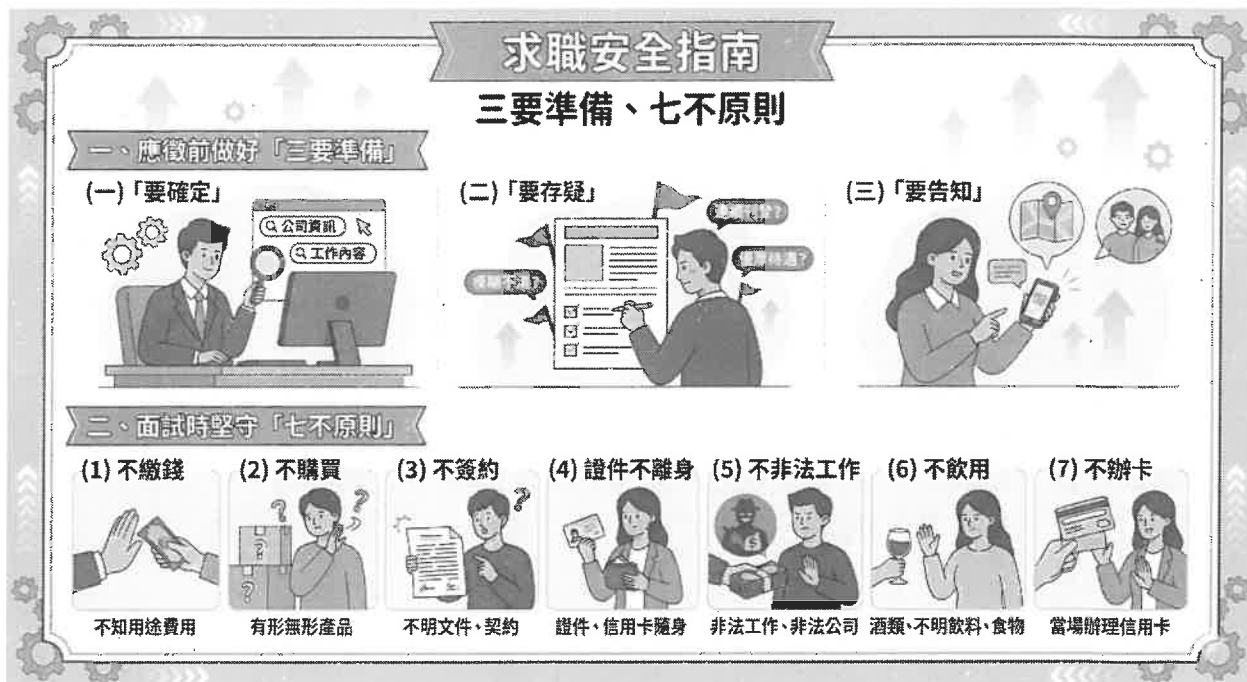 求職安全指南
三要準備、七不原則
一、應徵前做好「三要準備」
(一)「要確定」
公司資訊
工作內容
(二)「要存疑」
(三)「要告知」
二、面試時堅守「七不原則」
(1) 不繳錢
不知用途費用
(2) 不購買
有形無形產品
(3) 不簽約
不明文件、契約
(4) 證件不離身
證件、信用卡隨身
(5) 不非法工作
非法工作、非法公司
(6) 不飲用
酒類、不明飲料、食物
(7) 不辦卡
當場辦理信用卡